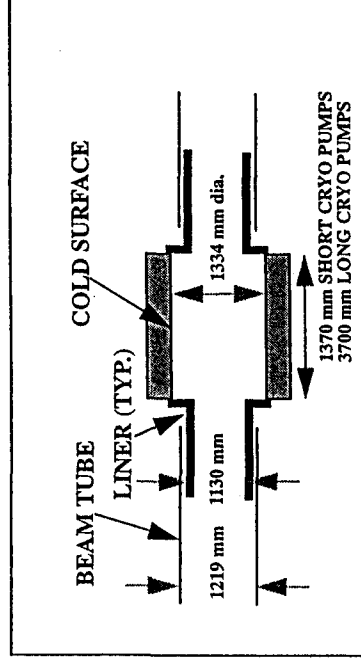 COLD SURFACE
BEAM TUBE
LINER (TYP.)
1334 mm dia.
1130 mm
1219 mm
1370 mm SHORT CRYO PUMPS
3700 mm LONG CRYO PUMPS